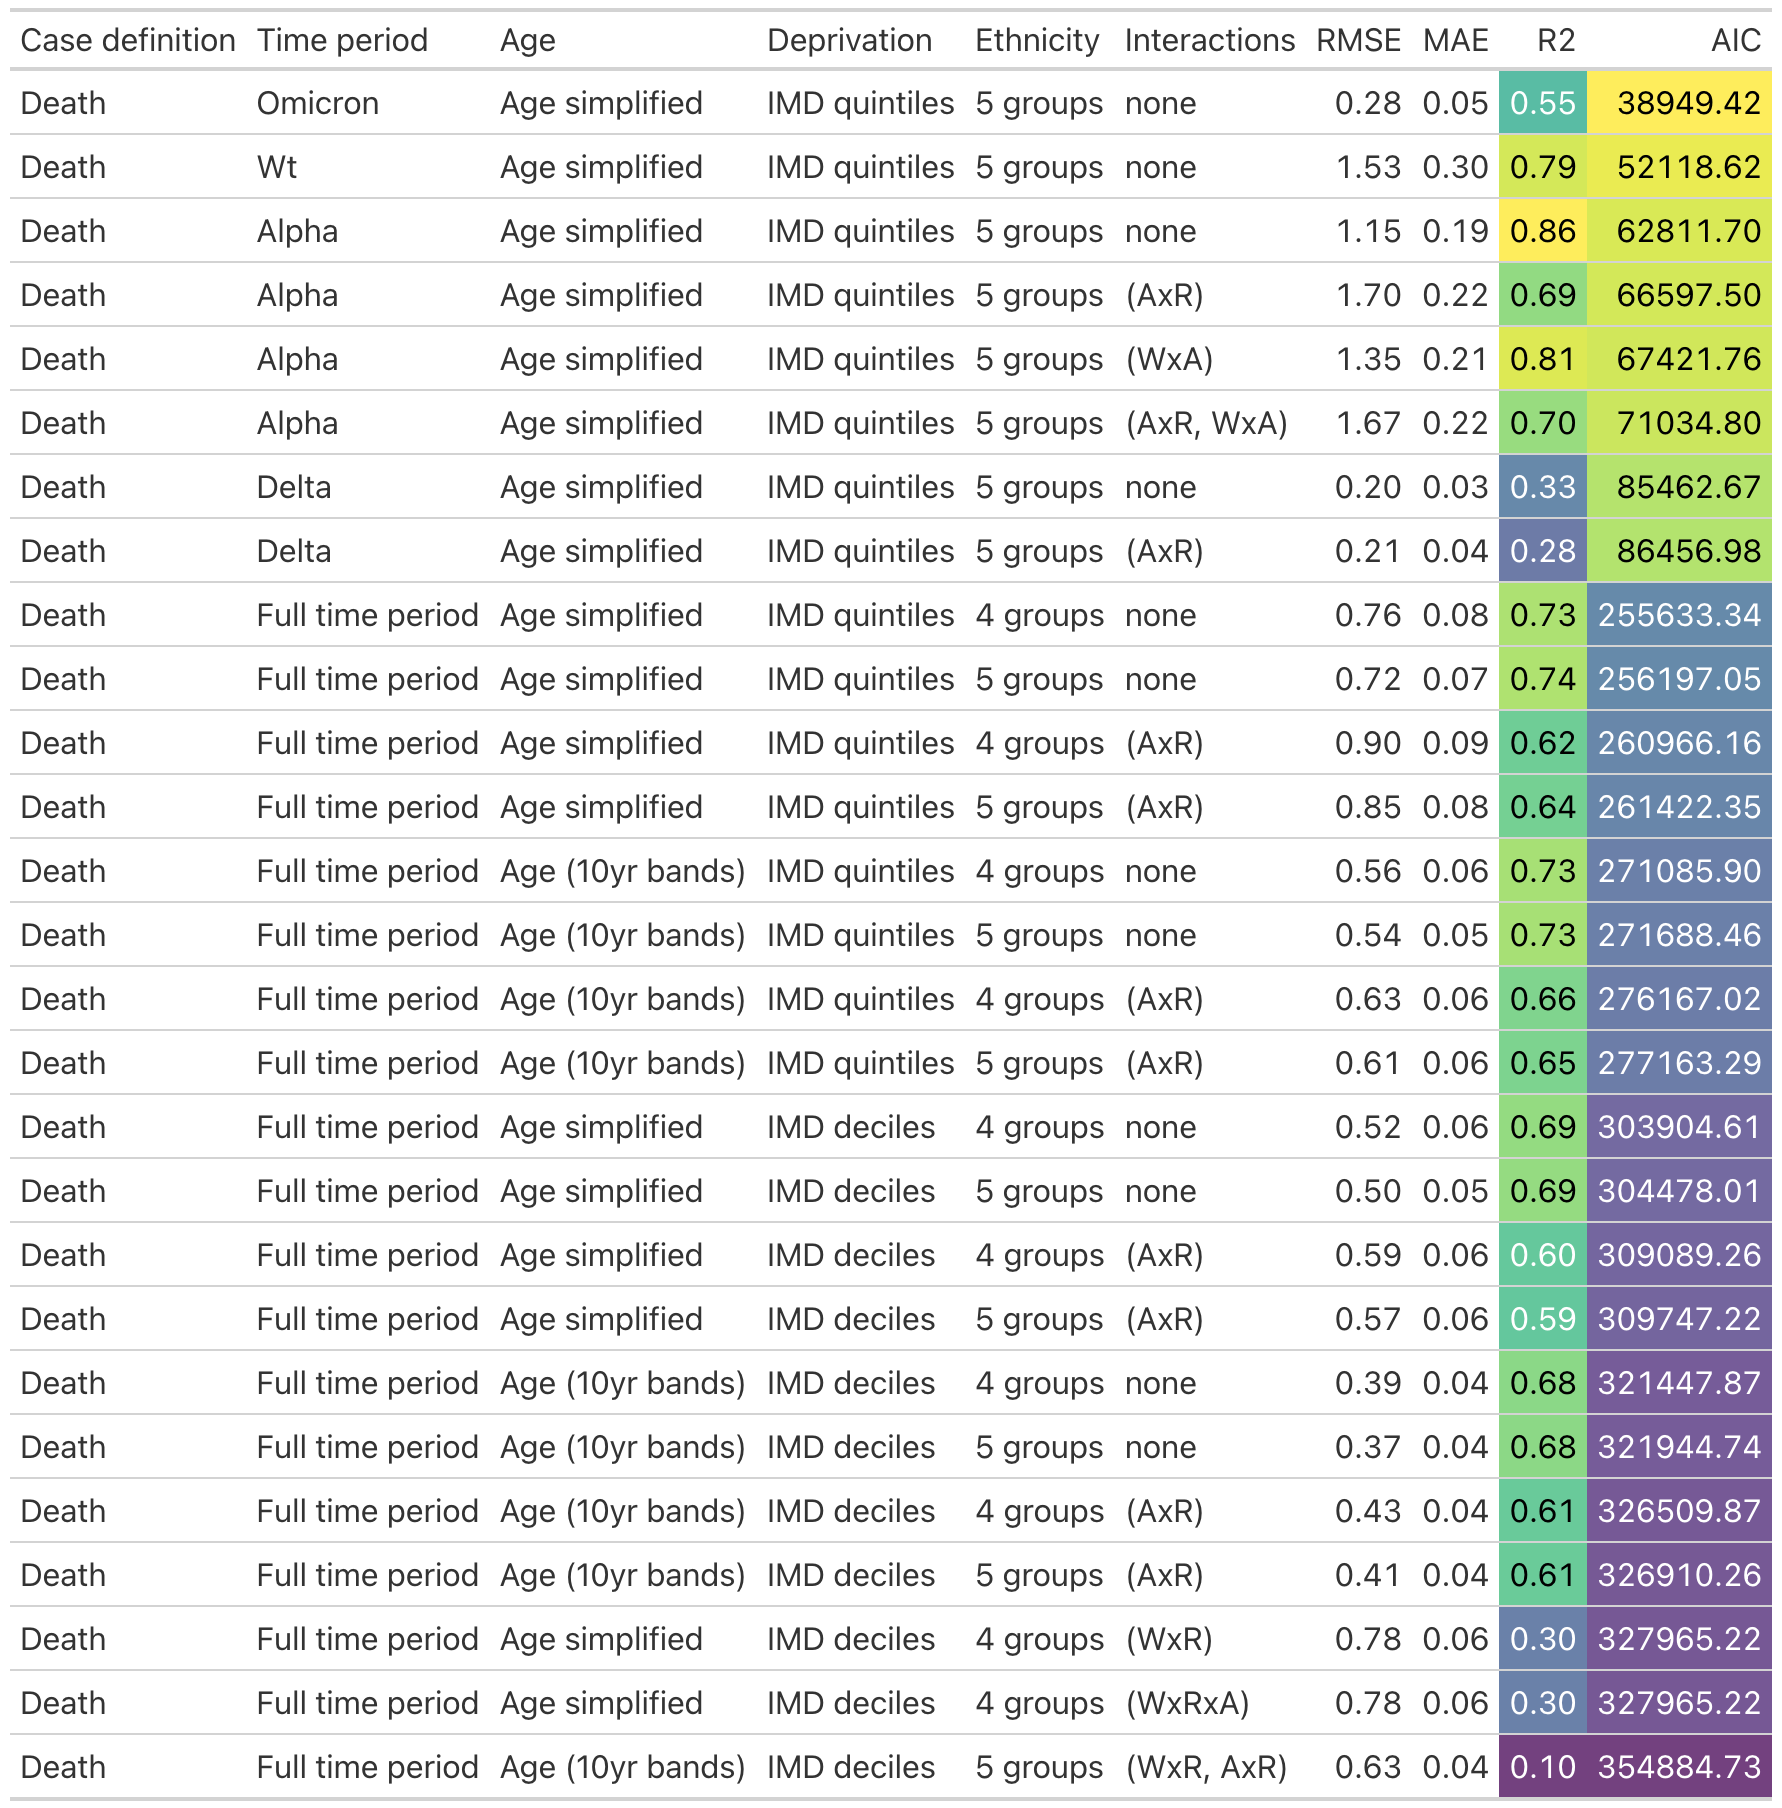 Case definition Time period Age Deprivation Ethnicity Interactions RMSE MAE R2 AIC
Death Omicron Age simplified IMD quintiles 5 groups none 0.28 0.05 0.55 38949.42
Death Wt Age simplified IMD quintiles 5 groups none 1.53 0.30 0.79 52118.62
Death Alpha Age simplified IMD quintiles 5 groups none 1.15 0.19 0.86 62811.70
Death Alpha Age simplified IMD quintiles 5 groups (AxR) 1.70 0.22 0.69 66597.50
Death Alpha Age simplified IMD quintiles 5 groups (WxA) 1.35 0.21 0.81 67421.76
Death Alpha Age simplified IMD quintiles 5 groups (AxR, WxA) 1.67 0.22 0.70 71034.80
Death Delta Age simplified IMD quintiles 5 groups none 0.20 0.03 0.33 85462.67
Death Delta Age simplified IMD quintiles 5 groups (AxR) 0.21 0.04 0.28 86456.98
Death Full time period Age simplified IMD quintiles 4 groups none 0.76 0.08 0.73 255633.34
Death Full time period Age simplified IMD quintiles 5 groups none 0.72 0.07 0.74 256197.05
Death Full time period Age simplified IMD quintiles 4 groups (AxR) 0.90 0.09 0.62 260966.16
Death Full time period Age simplified IMD quintiles 5 groups (AxR) 0.85 0.08 0.64 261422.35
Death Full time period Age (10yr bands) IMD quintiles 4 groups none 0.56 0.06 0.73 271085.90
Death Full time period Age (10yr bands) IMD quintiles 5 groups none 0.54 0.05 0.73 271688.46
Death Full time period Age (10yr bands) IMD quintiles 4 groups (AxR) 0.63 0.06 0.66 276167.02
Death Full time period Age (10yr bands) IMD quintiles 5 groups (AxR) 0.61 0.06 0.65 277163.29
Death Full time period Age simplified IMD deciles 4 groups none 0.52 0.06 0.69 303904.61
Death Full time period Age simplified IMD deciles 5 groups none 0.50 0.05 0.69 304478.01
Death Full time period Age simplified IMD deciles 4 groups (AxR) 0.59 0.06 0.60 309089.26
Death Full time period Age simplified IMD deciles 5 groups (AxR) 0.57 0.06 0.59 309747.22
Death Full time period Age (10yr bands) IMD deciles 4 groups none 0.39 0.04 0.68 321447.87
Death Full time period Age (10yr bands) IMD deciles 5 groups none 0.37 0.04 0.68 321944.74
Death Full time period Age (10yr bands) IMD deciles 4 groups (AxR) 0.43 0.04 0.61 326509.87
Death Full time period Age (10yr bands) IMD deciles 5 groups (AxR) 0.41 0.04 0.61 326910.26
Death Full time period Age simplified IMD deciles 4 groups (WxR) 0.78 0.06 0.30 327965.22
Death Full time period Age simplified IMD deciles 4 groups (WxRxA) 0.78 0.06 0.30 327965.22
Death Full time period Age (10yr bands) IMD deciles 5 groups (WxR, AxR) 0.63 0.04 0.10 354884.73